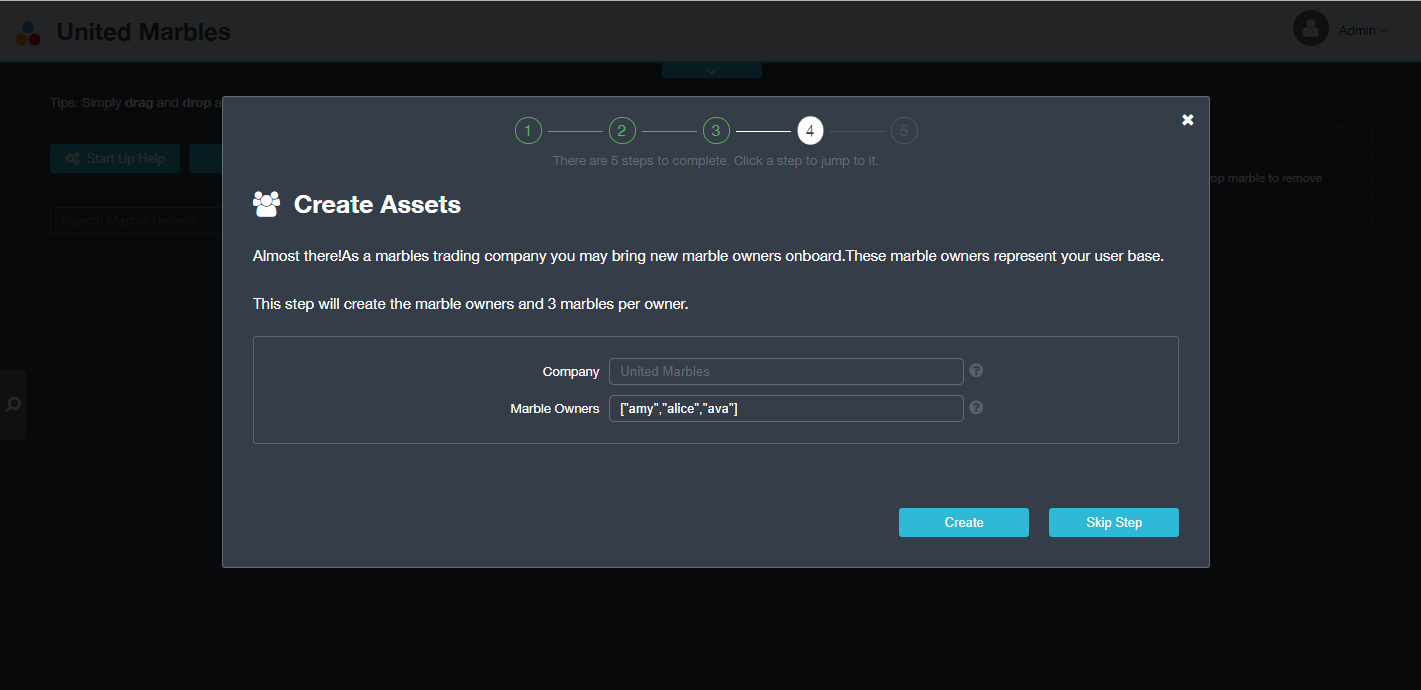 United Marbles
Admin
Tips: Simply drag and drop a
1 2 3 4 5
There are 5 steps to complete. Click a step to jump to it.
Start Up Help
op marble to remove
Search Marble Owners
Create Assets
Almost there!As a marbles trading company you may bring new marble owners onboard.These marble owners represent your user base.
This step will create the marble owners and 3 marbles per owner.
Company United Marbles ?
Marble Owners ["amy","alice","ava"] ?
Create Skip Step